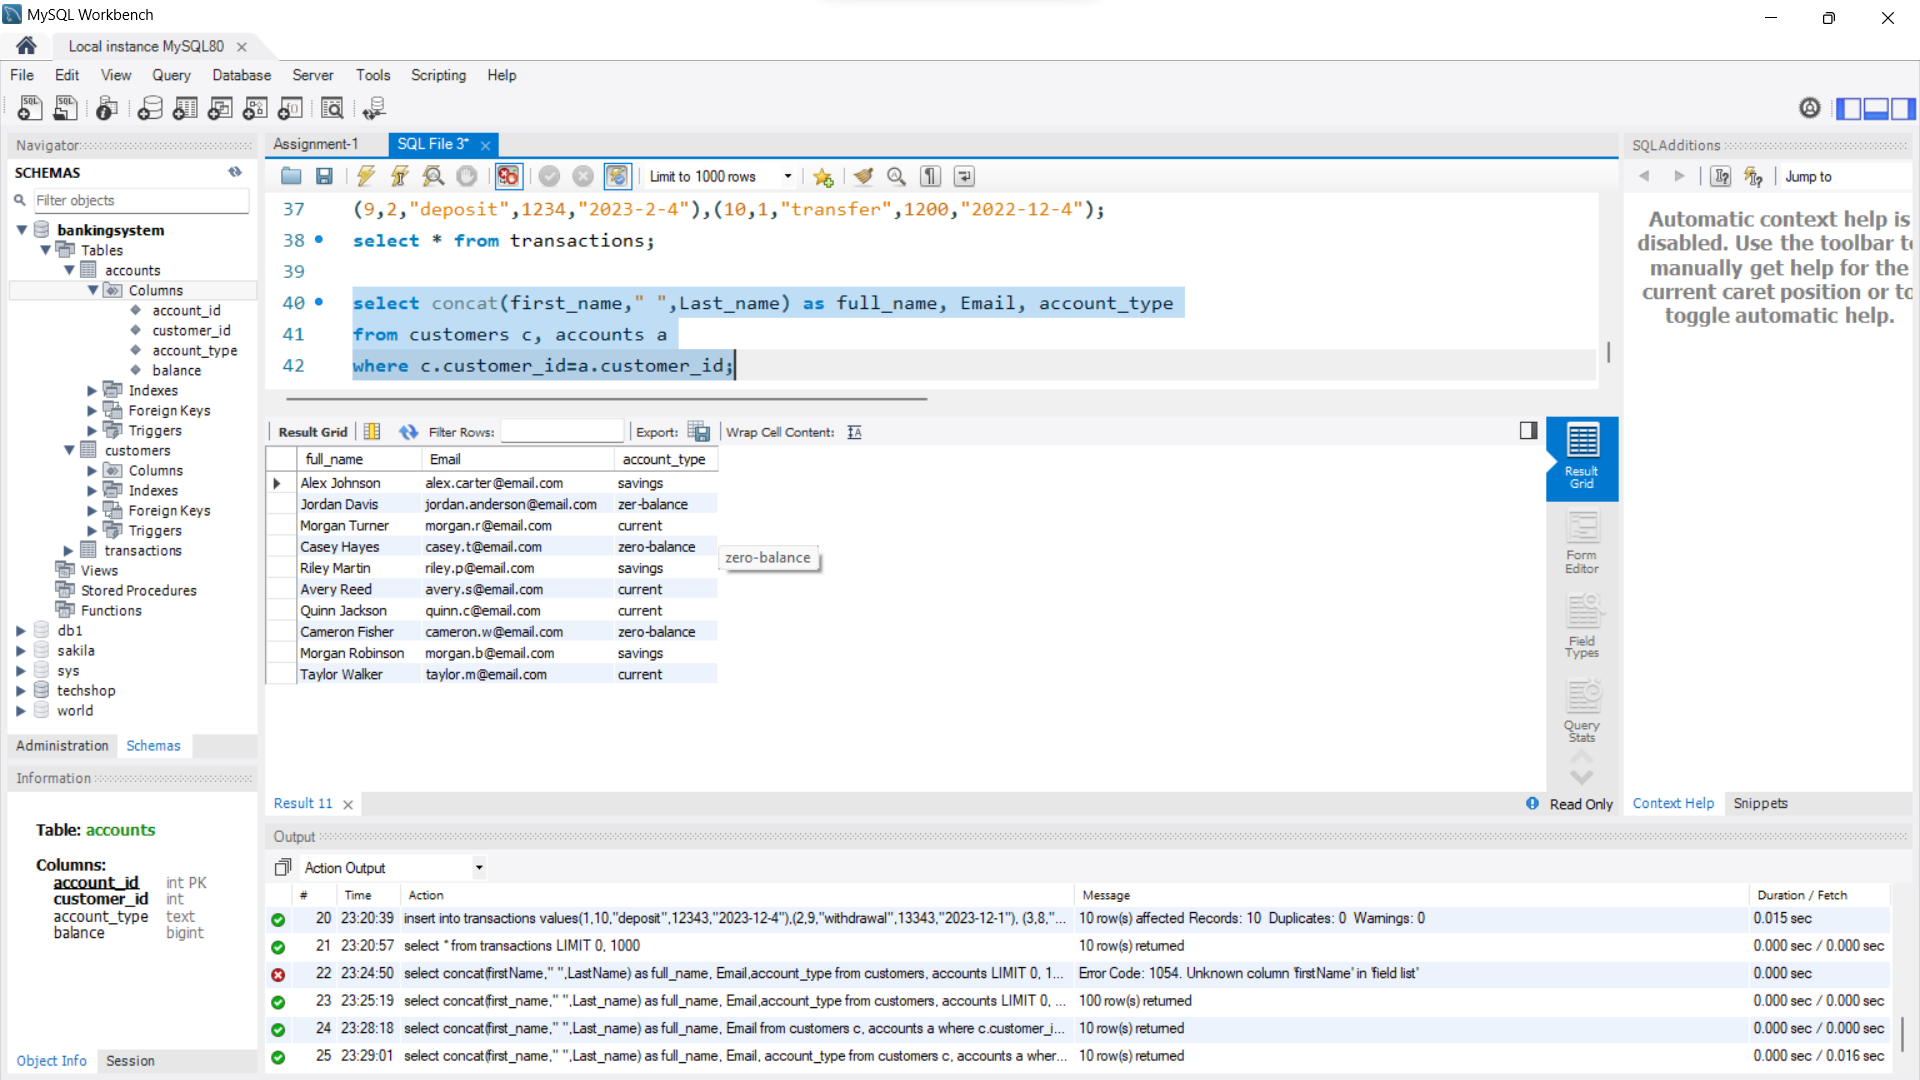 MySQL Workbench
Local instance MySQL80
File Edit View Query Database Server Tools Scripting Help
Navigator
SCHEMAS
Filter objects
bankingsystem
Tables
accounts
Columns
account_id
customer_id
account_type
balance
Indexes
Foreign Keys
Triggers
customers
Columns
Indexes
Foreign Keys
Triggers
transactions
Views
Stored Procedures
Functions
db1
sakila
sys
techshop
world
Administration Schemas
Information
Table: accounts
Columns:
account_id int PK
customer_id int
account_type text
balance bigint
Object Info Session
Assignment-1 SQL File 3*
Limit to 1000 rows
37 (9,2,"deposit",1234,"2023-2-4"),(10,1,"transfer",1200,"2022-12-4");
38 select * from transactions;
39
40 select concat(first_name," ",Last_name) as full_name, Email, account_type
41 from customers c, accounts a
42 where c.customer_id=a.customer_id;
Result Grid Filter Rows: Export: Wrap Cell Content:
full_name Email account_type
Alex Johnson alex.carter@email.com savings
Jordan Davis jordan.anderson@email.com zer-balance
Morgan Turner morgan.r@email.com current
Casey Hayes casey.t@email.com zero-balance
zero-balance
Riley Martin riley.p@email.com savings
Avery Reed avery.s@email.com current
Quinn Jackson quinn.c@email.com current
Cameron Fisher cameron.w@email.com zero-balance
Morgan Robinson morgan.b@email.com savings
Taylor Walker taylor.m@email.com current
Result
Grid
Form
Editor
Field
Types
Query
Stats
Result 11
Read Only
SQLAdditions
Jump to
Automatic context help is
disabled. Use the toolbar to
manually get help for the
current caret position or to
toggle automatic help.
Context Help Snippets
Output
Action Output
# Time Action Message Duration / Fetch
20 23:20:39 insert into transactions values(1,10,"deposit",12343,"2023-12-4"),(2,9,"withdrawal",13343,"2023-12-1"), (3,8,"... 10 row(s) affected Records: 10 Duplicates: 0 Warnings: 0 0.015 sec
21 23:20:57 select * from transactions LIMIT 0, 1000 10 row(s) returned 0.000 sec / 0.000 sec
22 23:24:50 select concat(firstName," ",LastName) as full_name, Email,account_type from customers, accounts LIMIT 0, 1... Error Code: 1054. Unknown column 'firstName' in 'field list' 0.000 sec
23 23:25:19 select concat(first_name," ",Last_name) as full_name, Email,account_type from customers, accounts LIMIT 0, ... 100 row(s) returned 0.000 sec / 0.000 sec
24 23:28:18 select concat(first_name," ",Last_name) as full_name, Email from customers c, accounts a where c.customer_i... 10 row(s) returned 0.000 sec / 0.000 sec
25 23:29:01 select concat(first_name," ",Last_name) as full_name, Email, account_type from customers c, accounts a wher... 10 row(s) returned 0.000 sec / 0.016 sec